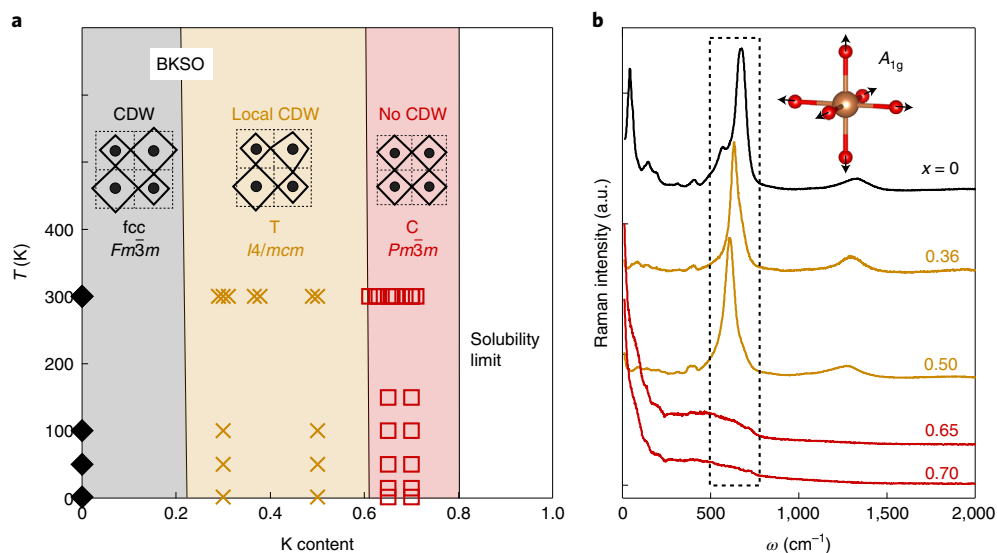 a
BKSO
CDW
Local CDW
No CDW
fcc
Fm3̄m
T
I4/mcm
C
Pm3̄m
Solubility
limit
T (K)
400
300
200
100
0
0
0.2
0.4
0.6
0.8
1.0
K content
b
A1g
x = 0
0.36
0.50
0.65
0.70
Raman intensity (a.u.)
0
500
1,000
1,500
2,000
ω (cm−1)